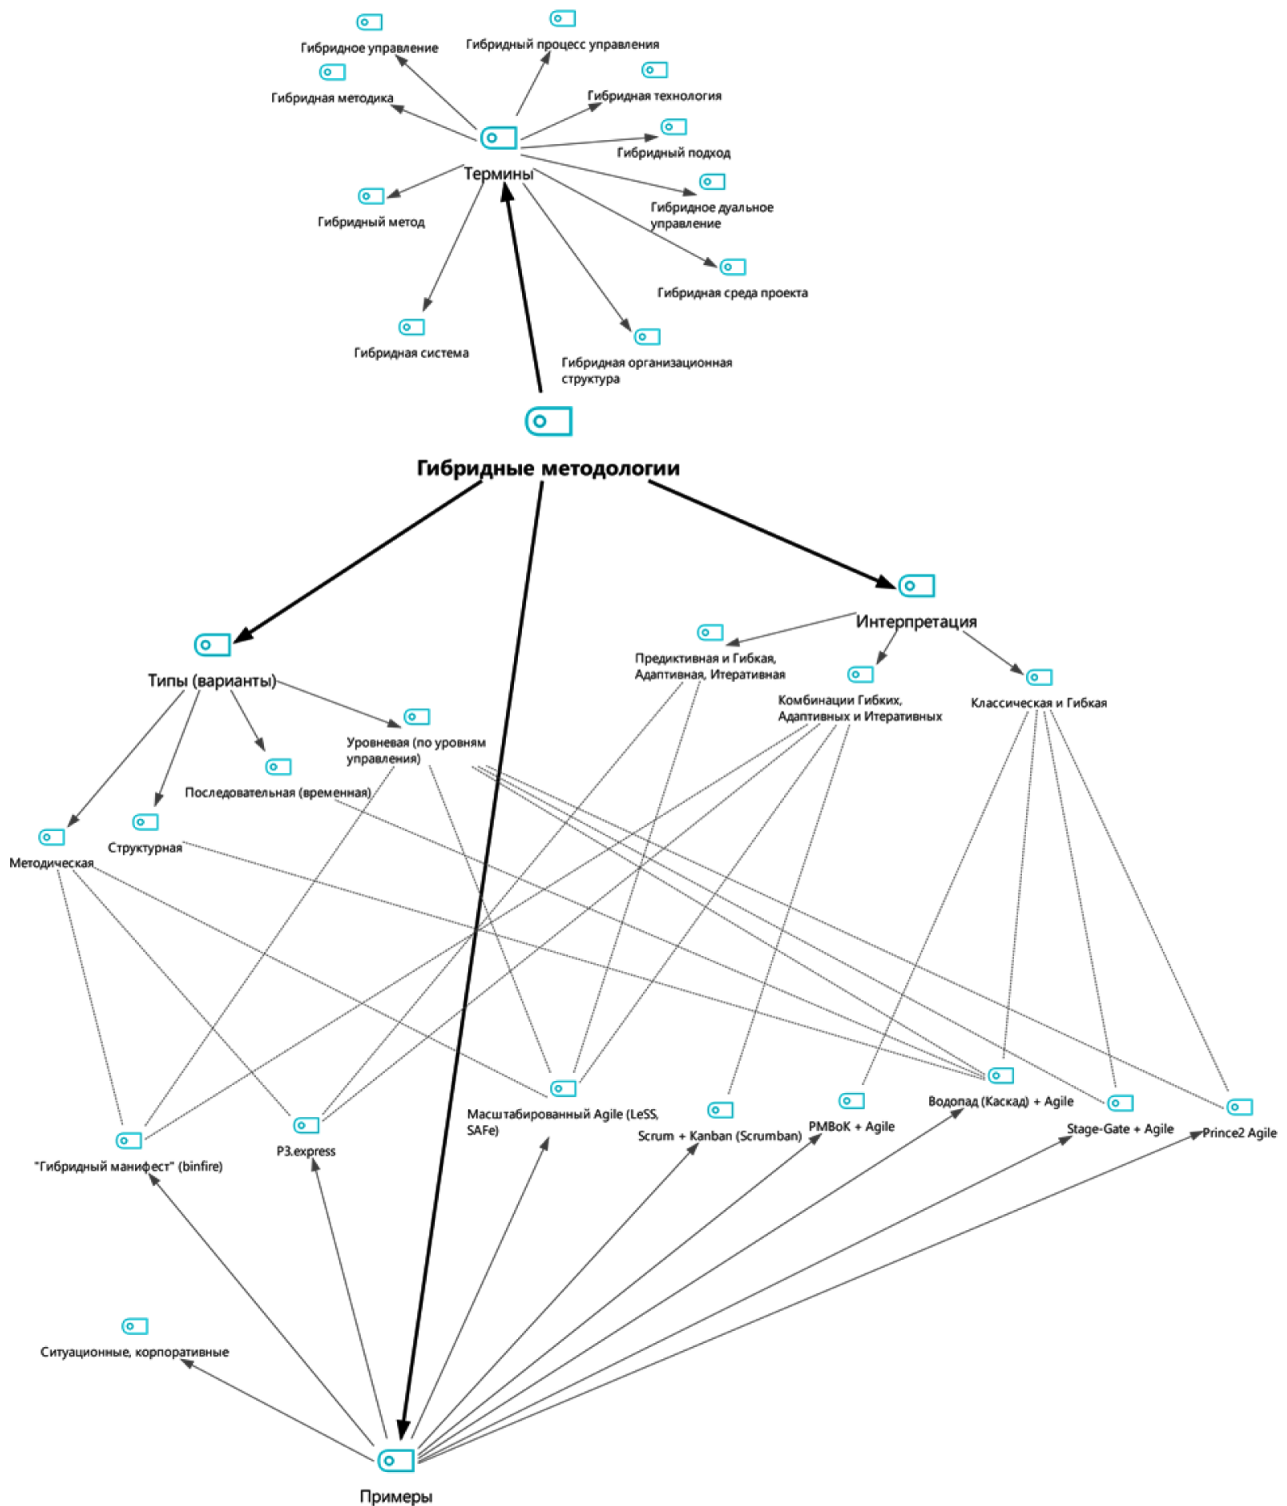 Гибридное управление
Гибридный процесс управления
Гибридная методика
Гибридная технология
Гибридный подход
Термины
Гибридный метод
Гибридное дуальное
управление
Гибридная среда проекта
Гибридная система
Гибридная организационная
структура
Гибридные методологии
Интерпретация
Типы (варианты)
Предиктивная и Гибкая,
Адаптивная, Итеративная
Комбинации Гибких,
Адаптивных и Итеративных
Классическая и Гибкая
Уровневая (по уровням
управления)
Последовательная (временная)
Структурная
Методическая
Масштабированный Agile (LeSS,
SAFe)
Scrum + Kanban (Scrumban)
PMBoK + Agile
Водопад (Каскад) + Agile
Stage-Gate + Agile
Prince2 Agile
P3.express
"Гибридный манифест" (binfire)
Ситуационные, корпоративные
Примеры